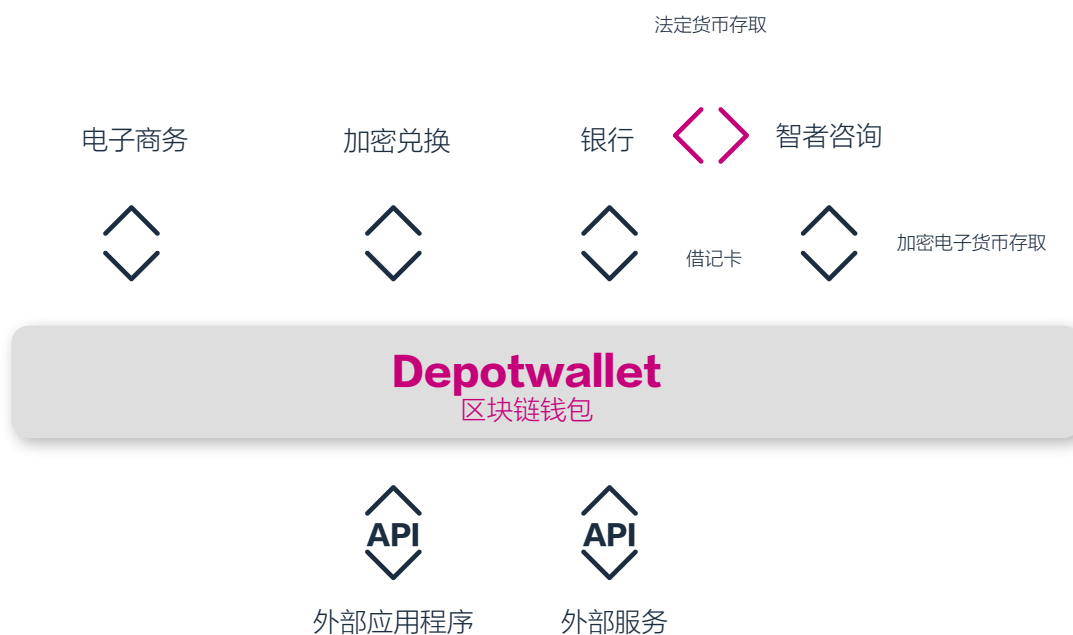 法定货币存取
电子商务
加密兑换
银行
智者咨询
借记卡
加密电子货币存取
Depotwallet
区块链钱包
API
API
外部应用程序
外部服务